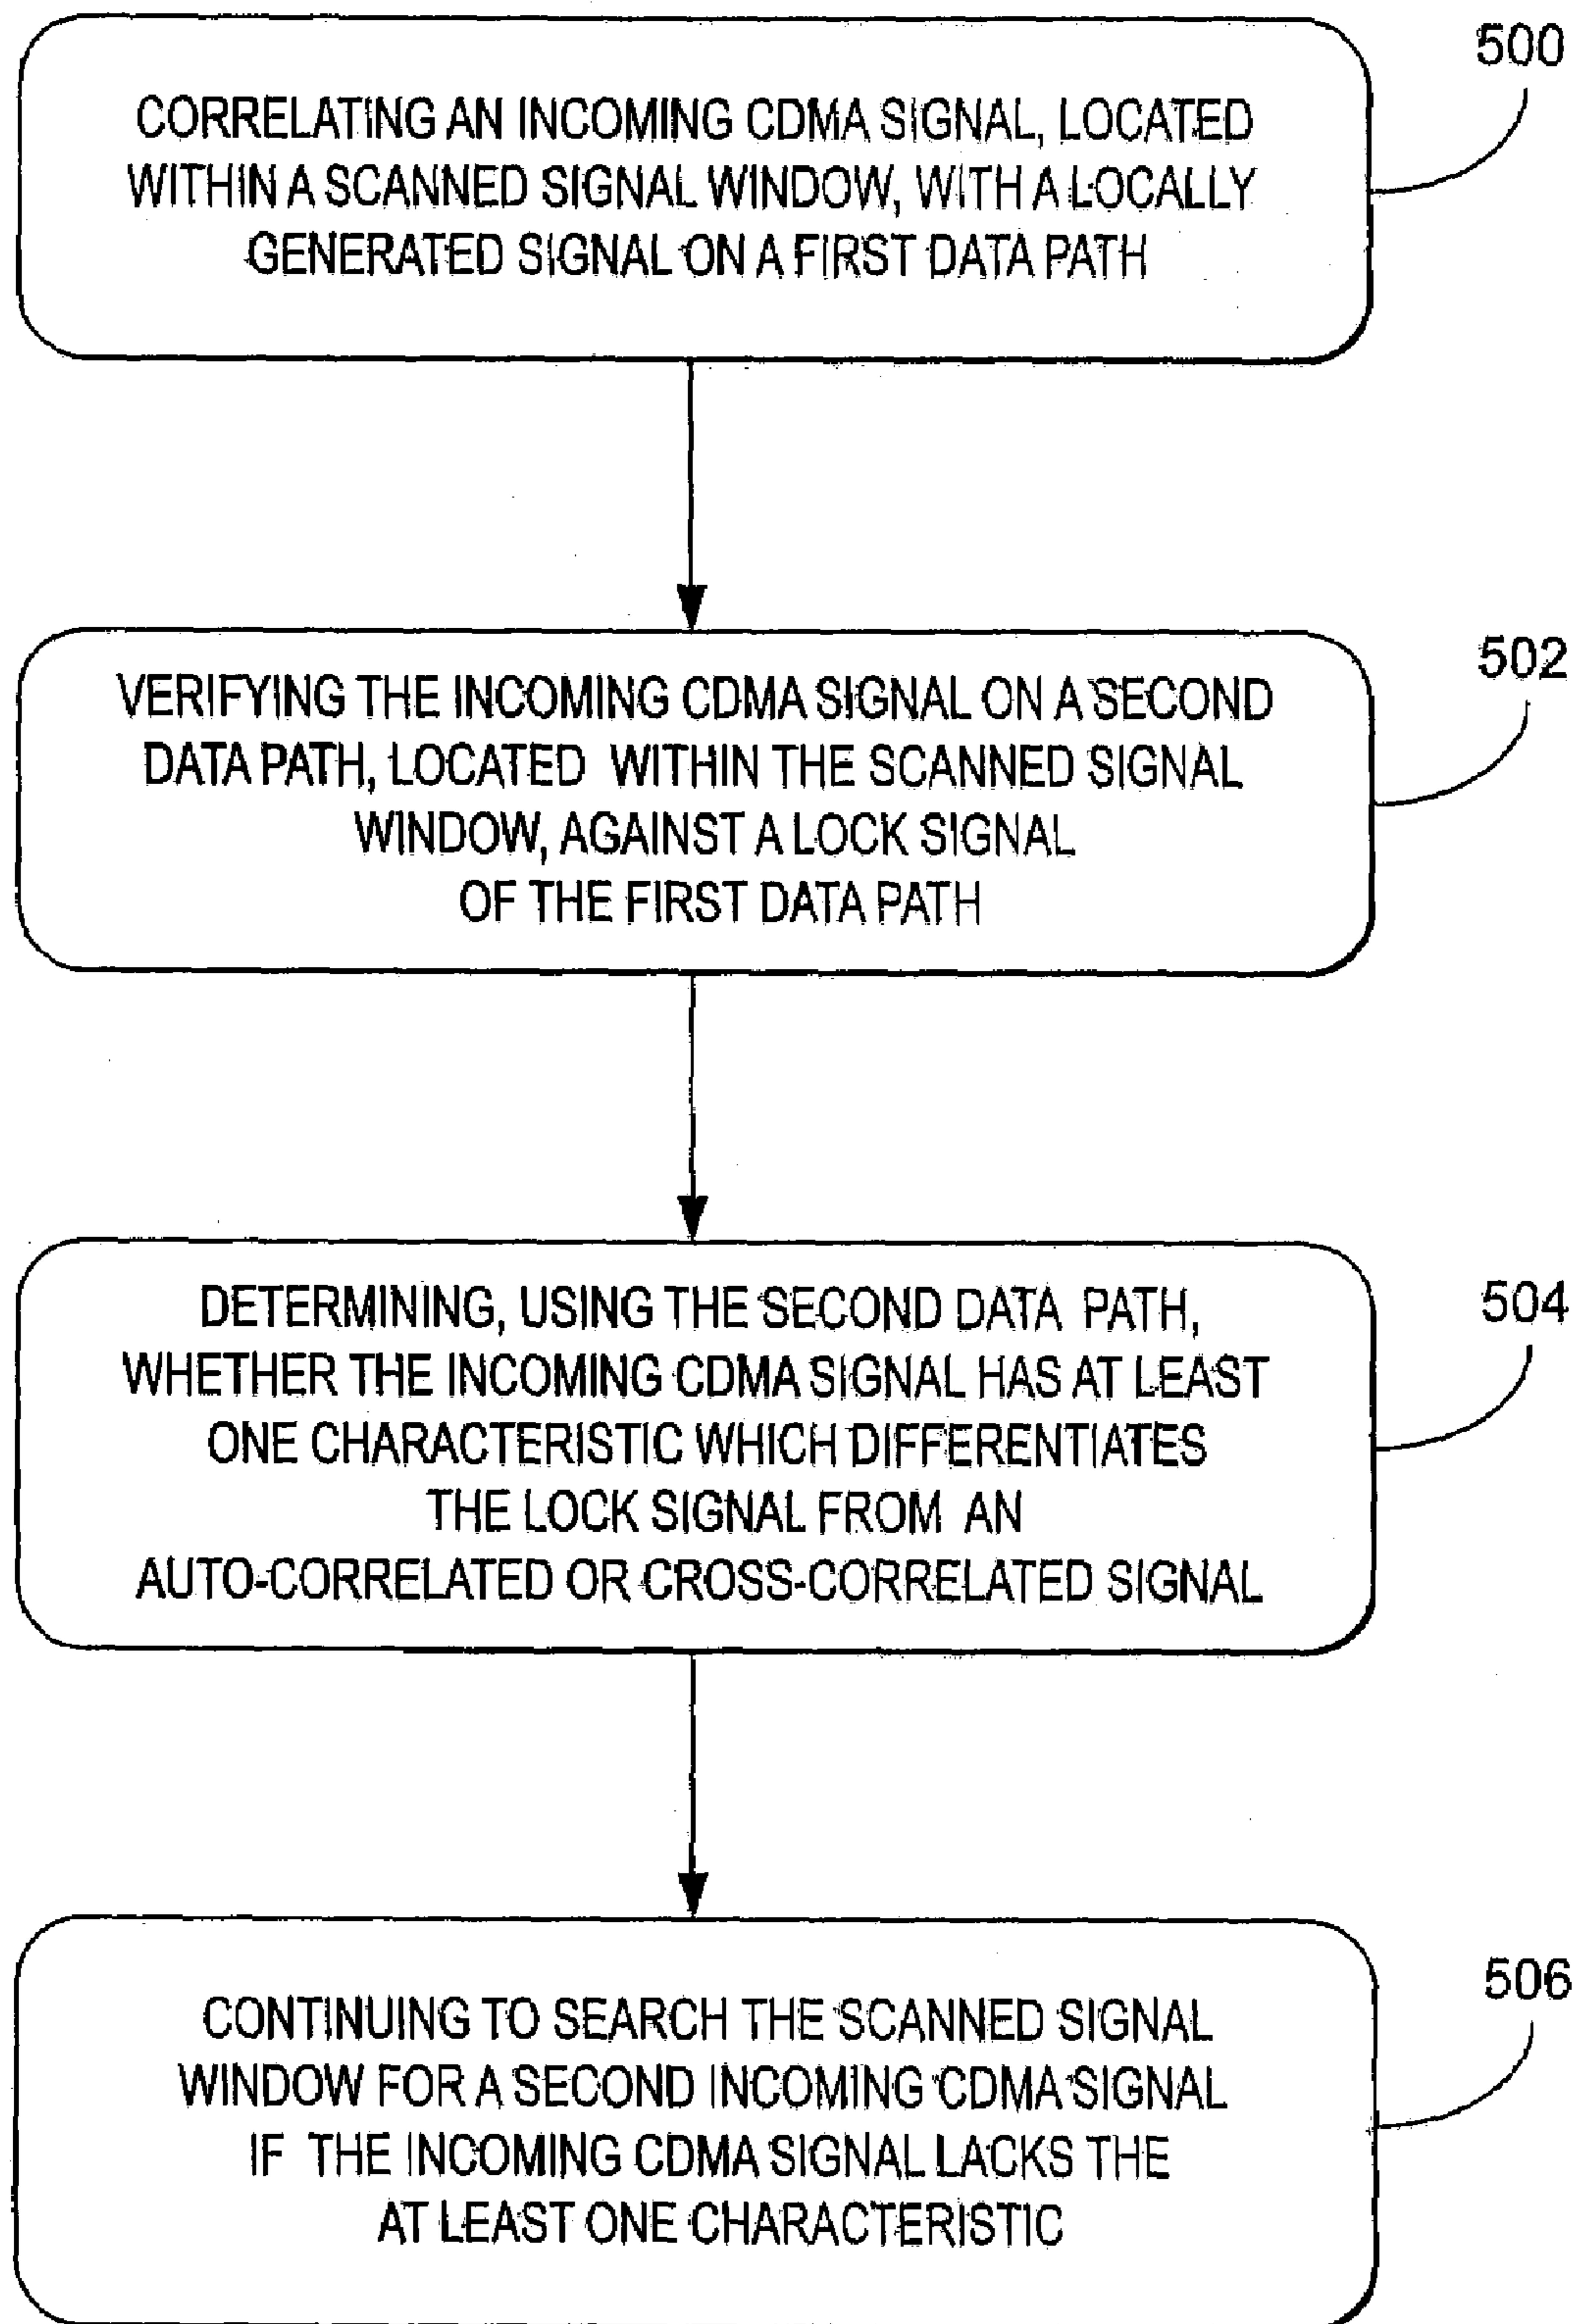 500
CORRELATING AN INCOMING CDMA SIGNAL, LOCATED
WITHIN A SCANNED SIGNAL WINDOW, WITH A LOCALLY
GENERATED SIGNAL ON A FIRST DATA PATH
502
VERIFYING THE INCOMING CDMA SIGNAL ON A SECOND
DATA PATH, LOCATED WITHIN THE SCANNED SIGNAL
WINDOW, AGAINST A LOCK SIGNAL
OF THE FIRST DATA PATH
504
DETERMINING, USING THE SECOND DATA PATH,
WHETHER THE INCOMING CDMA SIGNAL HAS AT LEAST
ONE CHARACTERISTIC WHICH DIFFERENTIATES
THE LOCK SIGNAL FROM AN
AUTO-CORRELATED OR CROSS-CORRELATED SIGNAL
506
CONTINUING TO SEARCH THE SCANNED SIGNAL
WINDOW FOR A SECOND INCOMING CDMA SIGNAL
IF THE INCOMING CDMA SIGNAL LACKS THE
AT LEAST ONE CHARACTERISTIC